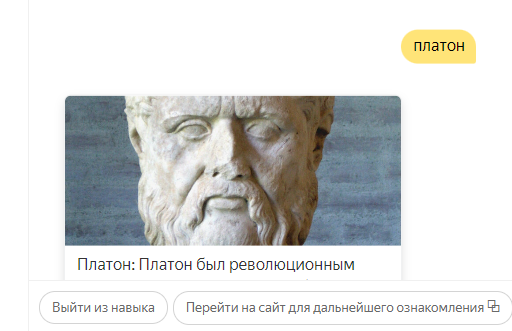 платон
Платон: Платон был революционным
Выйти из навыка
Перейти на сайт для дальнейшего ознакомления